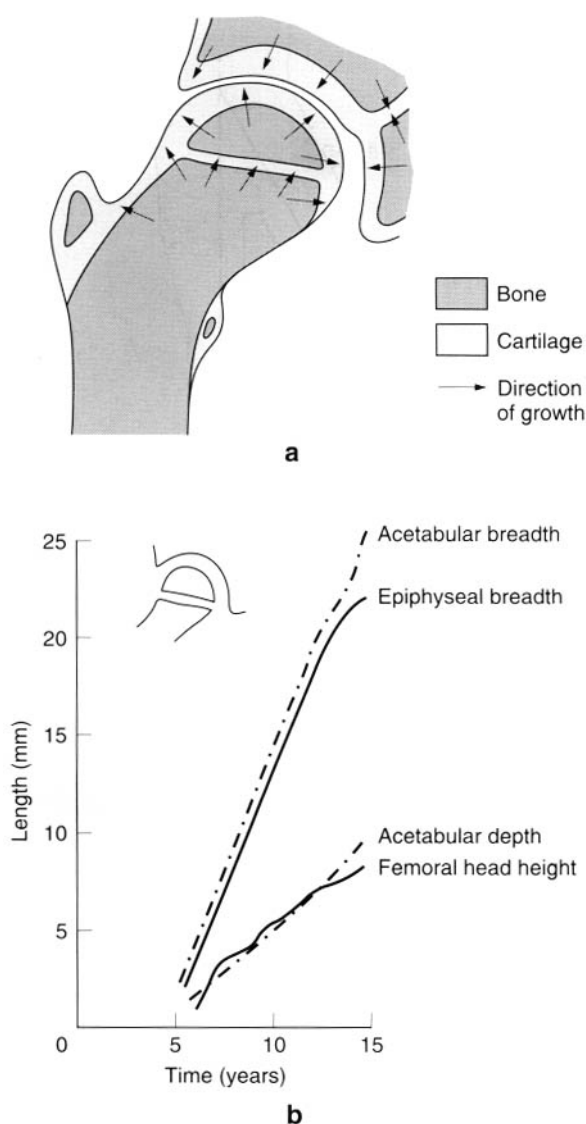 Bone
Cartilage
Direction
of growth
a
25
20
15
10
5
0
5
10
15
Length (mm)
Time (years)
Acetabular breadth
Epiphyseal breadth
Acetabular depth
Femoral head height
b